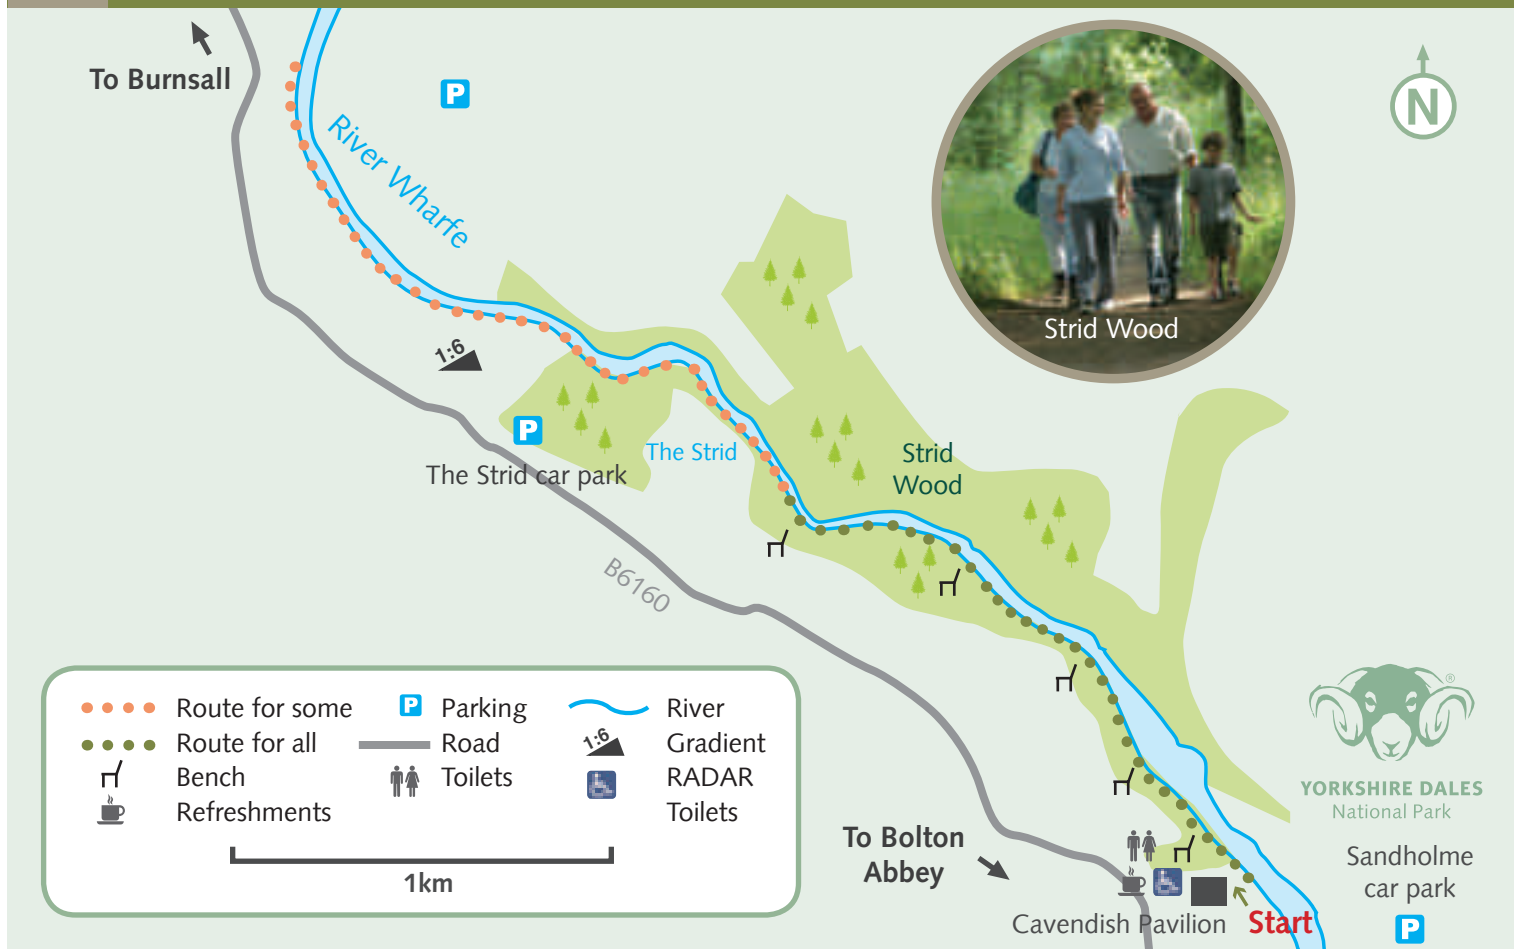 To Burnsall
P
N
River Wharfe
Strid Wood
1:6
P
The Strid
The Strid car park
Strid
Wood
B6160
Route for some
P
Parking
River
Route for all
Road
1:6
Gradient
Bench
Toilets
RADAR
Toilets
Refreshments
1km
®
YORKSHIRE DALES
National Park
To Bolton
Abbey
Sandholme
car park
P
Cavendish Pavilion
Start